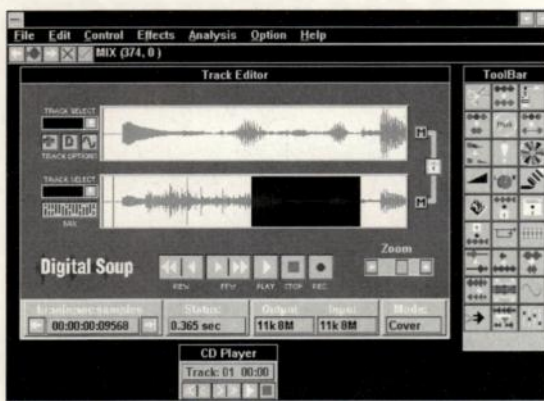 File Edit Control Effects Analysis Option Help
MIX (374, 0)
Track Editor
ToolBar
TRACK SELECT
M
TRACK OPTIONS
TRACK SELECT
M
MIX
Digital Soup
Zoom
REW. FFW. PLAY STOP REC.
Status: Output Input Mode:
00:00:00:09568 0.365 sec 11k 8M 11k 8M Cover
CD Player
Track: 01 00:00